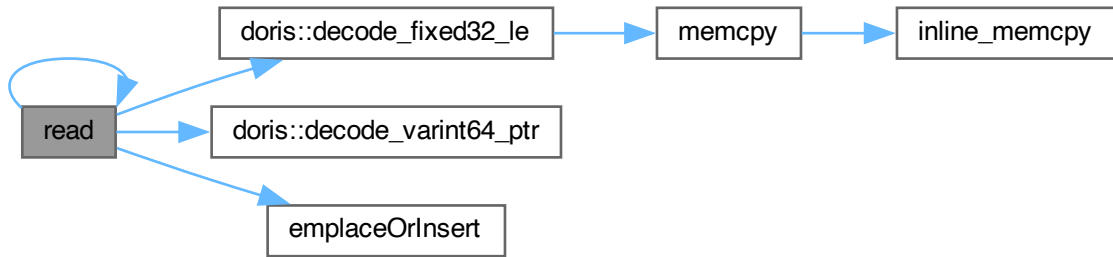 doris::decode_fixed32_le
memcpy
inline_memcpy
read
doris::decode_varint64_ptr
emplaceOrInsert